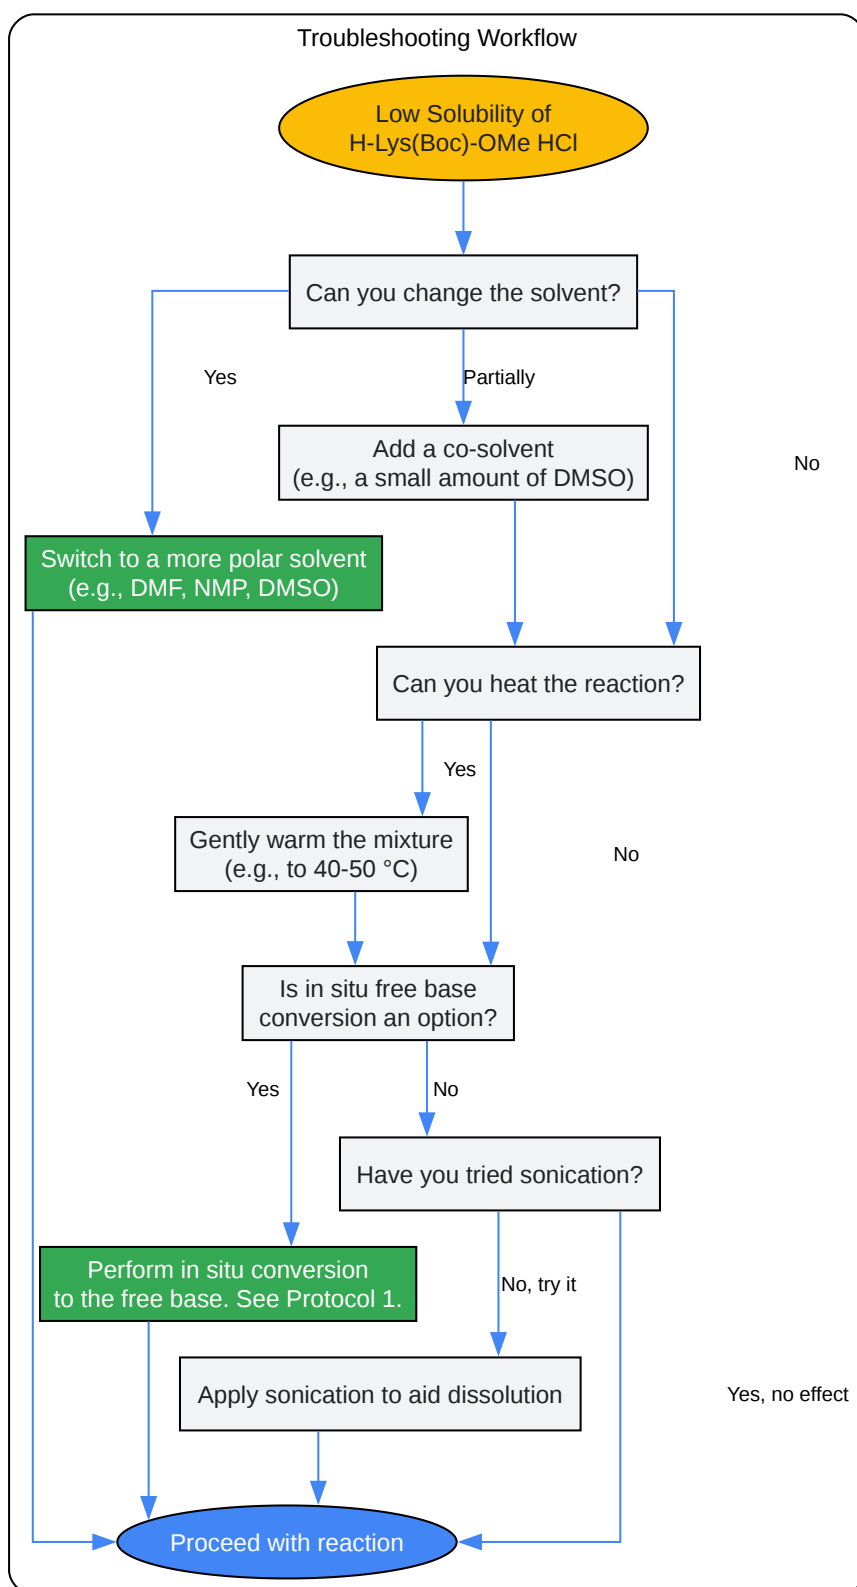 Troubleshooting Workflow
Low Solubility of
H-Lys(Boc)-OMe HCl
Can you change the solvent?
Yes
Partially
No
Add a co-solvent
(e.g., a small amount of DMSO)
Switch to a more polar solvent
(e.g., DMF, NMP, DMSO)
Can you heat the reaction?
Yes
No
Gently warm the mixture
(e.g., to 40-50 °C)
Is in situ free base
conversion an option?
Yes
No
Have you tried sonication?
Perform in situ conversion
to the free base. See Protocol 1.
No, try it
Yes, no effect
Apply sonication to aid dissolution
Proceed with reaction